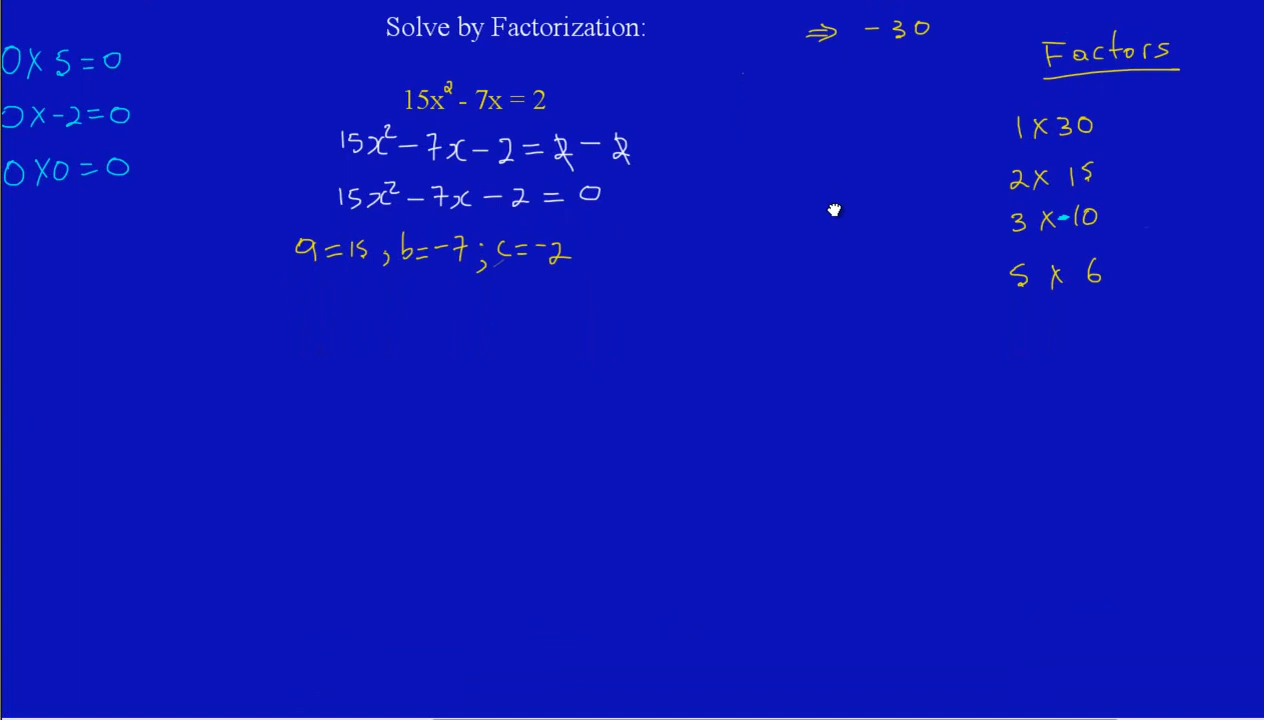 Solve by Factorization:
⇒ -30
Factors
0 x 5 = 0
0 x -2 = 0
0 x 0 = 0
15x² - 7x = 2
15x² - 7x - 2 = 2 - 2
15x² - 7x - 2 = 0
a = 15, b = -7; c = -2
1 x 30
2 x 15
3 x -10
5 x 6